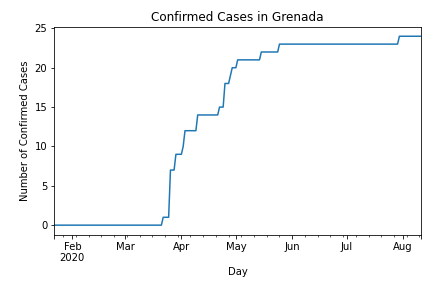 Confirmed Cases in Grenada
Number of Confirmed Cases
25
20
15
10
5
0
Feb Mar Apr May Jun Jul Aug
2020
Day